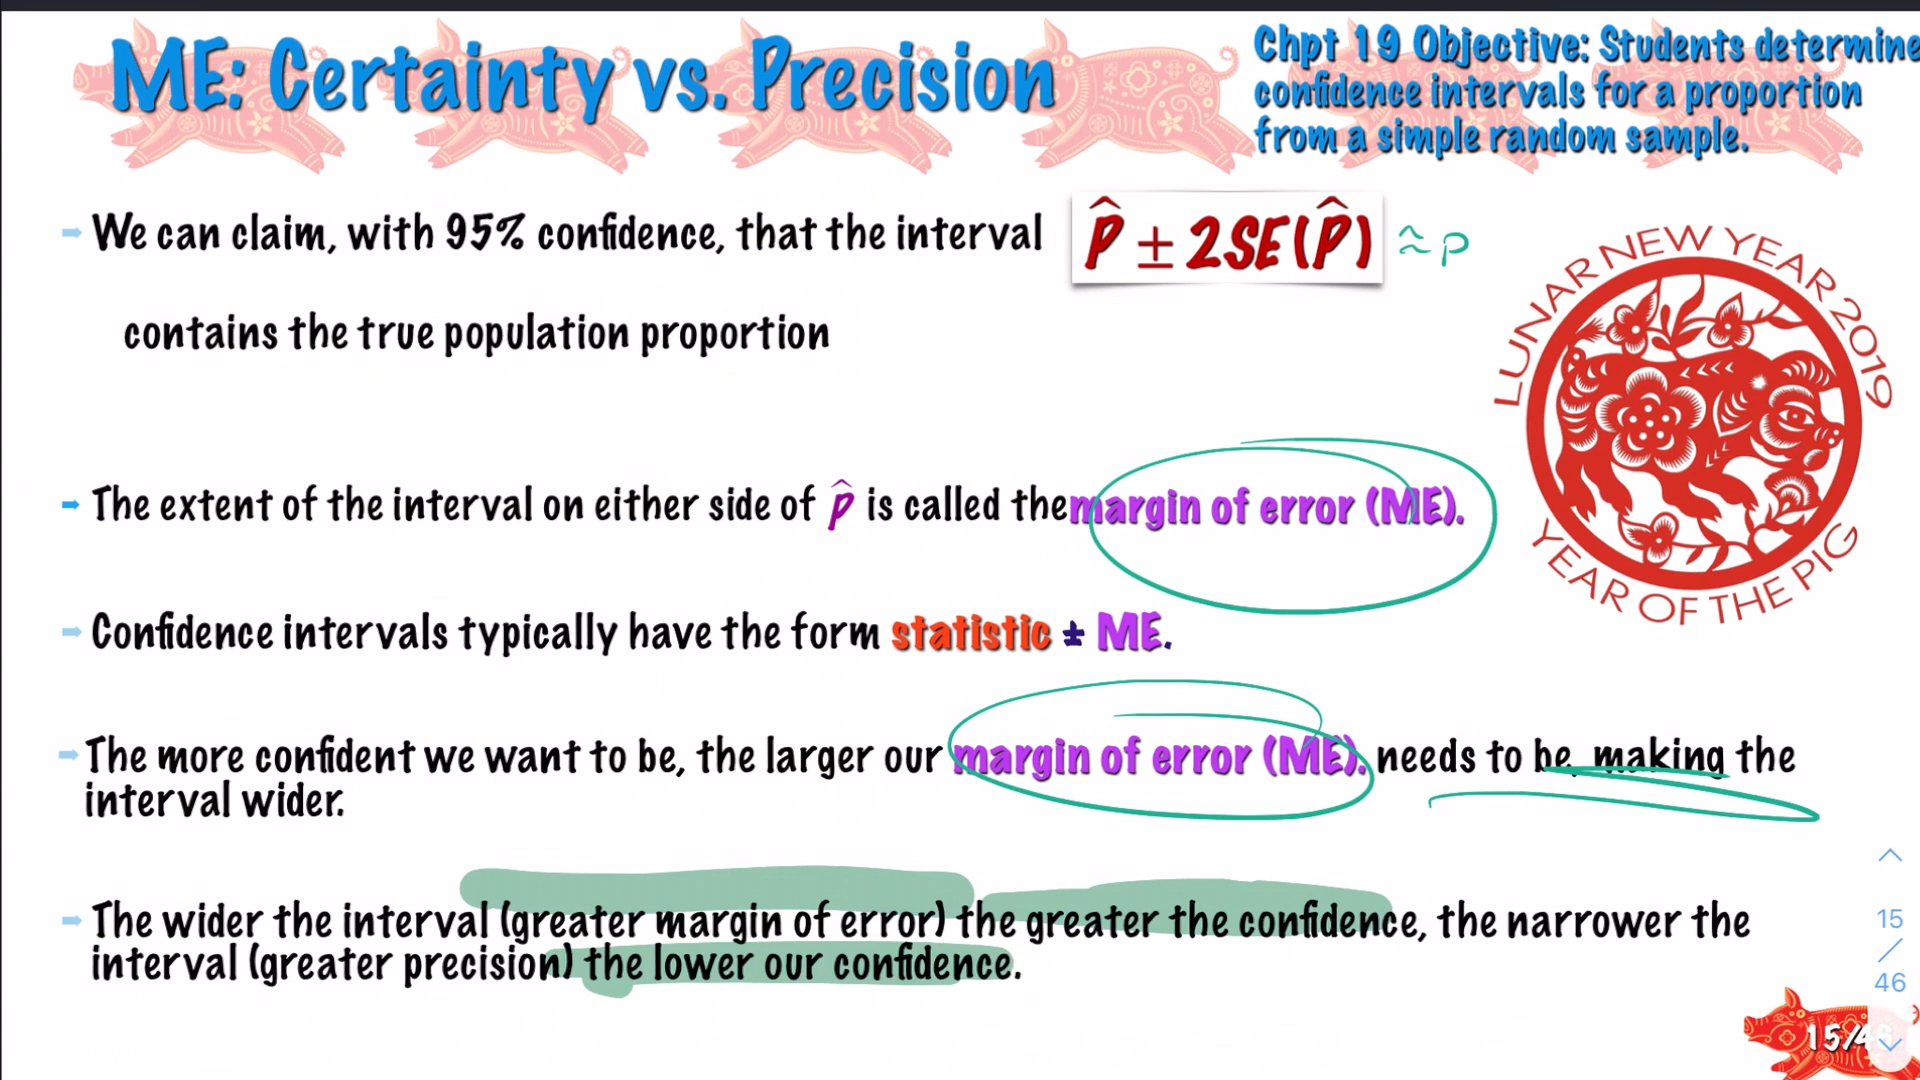 ME: Certainty vs. Precision
Chpt 19 Objective: Students determine
confidence intervals for a proportion
from a simple random sample.
We can claim, with 95% confidence, that the interval p̂ ± 2SE(p̂) ≈ p
contains the true population proportion
LUNAR NEW YEAR 2019
YEAR OF THE PIG
The extent of the interval on either side of p̂ is called the margin of error (ME).
Confidence intervals typically have the form statistic ± ME.
The more confident we want to be, the larger our margin of error (ME). needs to be, making the
interval wider.
The wider the interval (greater margin of error) the greater the confidence, the narrower the
interval (greater precision) the lower our confidence.
15
/
46
15/46